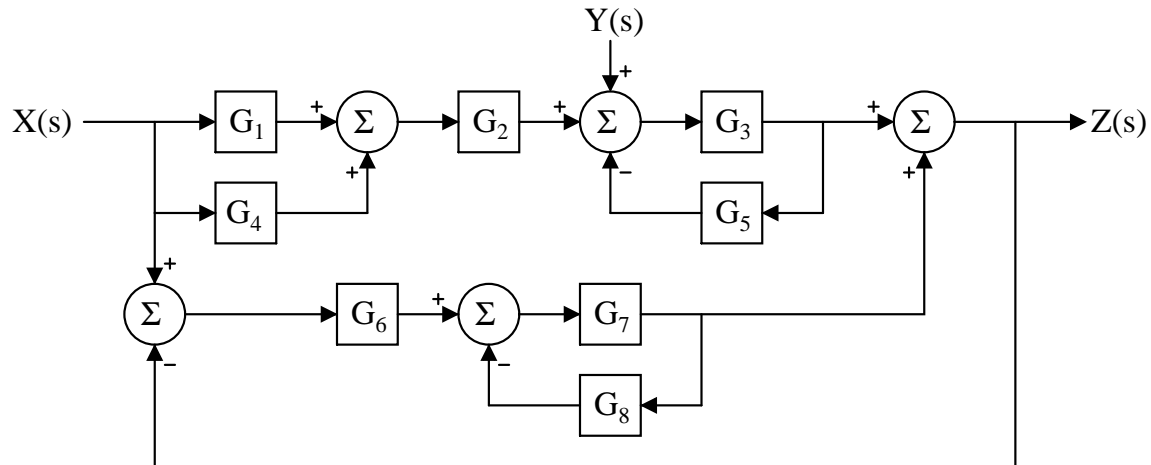 Y(s)
X(s) G1 + Σ G2 + + Σ G3 + Σ Z(s)
G4 + − G5 +
+
Σ G6 + Σ G7
− − G8